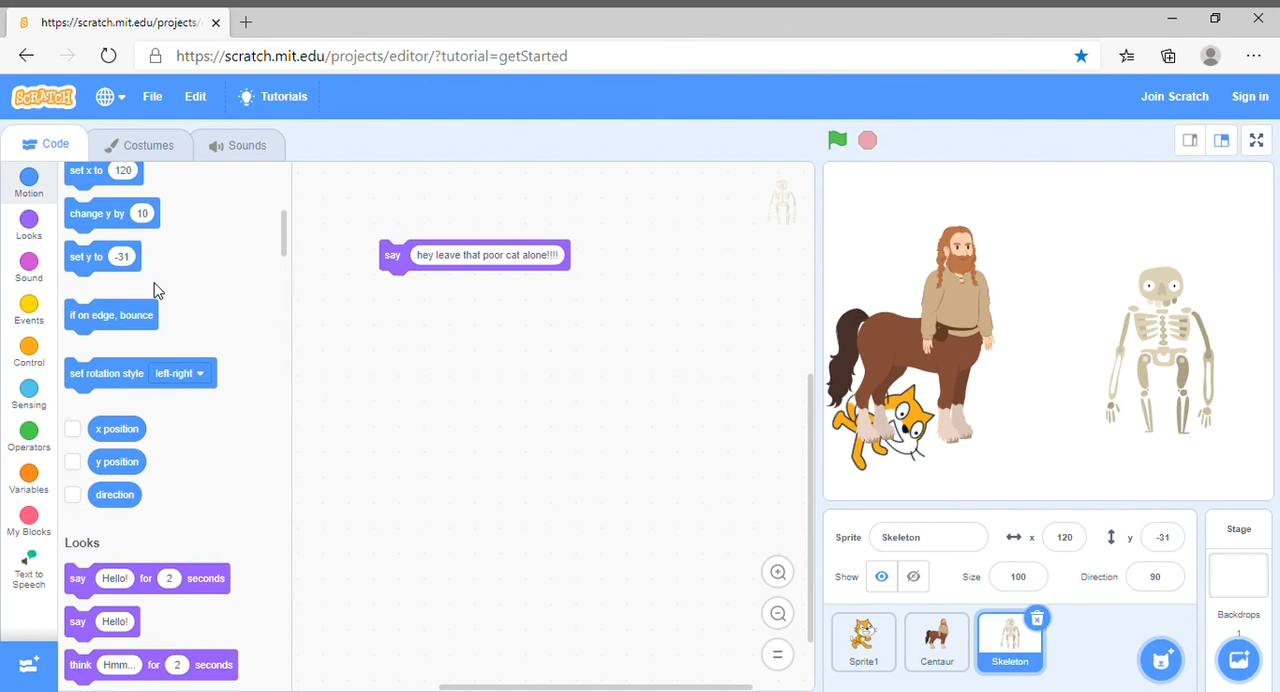 https://scratch.mit.edu/projects/
https://scratch.mit.edu/projects/editor/?tutorial=getStarted
SCRATCH
File
Edit
Tutorials
Join Scratch
Sign in
Code
Costumes
Sounds
Motion
Looks
Sound
Events
Control
Sensing
Operators
Variables
My Blocks
Text to
Speech
set x to 120
change y by 10
set y to -31
if on edge, bounce
set rotation style left-right
x position
y position
direction
Looks
say Hello! for 2 seconds
say Hello!
think Hmm... for 2 seconds
say hey leave that poor cat alone!!!!
Sprite Skeleton x 120 y -31
Show Size 100 Direction 90
Sprite1
Centaur
Skeleton
Stage
Backdrops
1